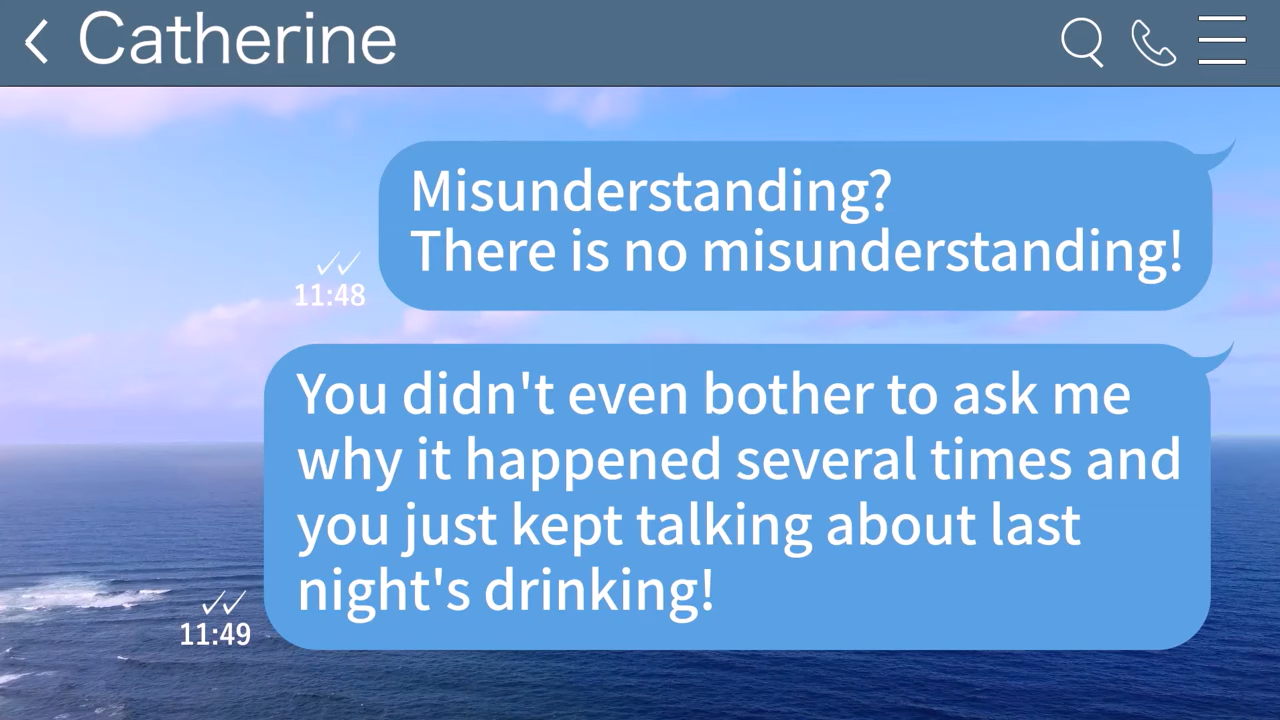 Catherine
Misunderstanding?
There is no misunderstanding!
11:48
You didn't even bother to ask me
why it happened several times and
you just kept talking about last
night's drinking!
11:49